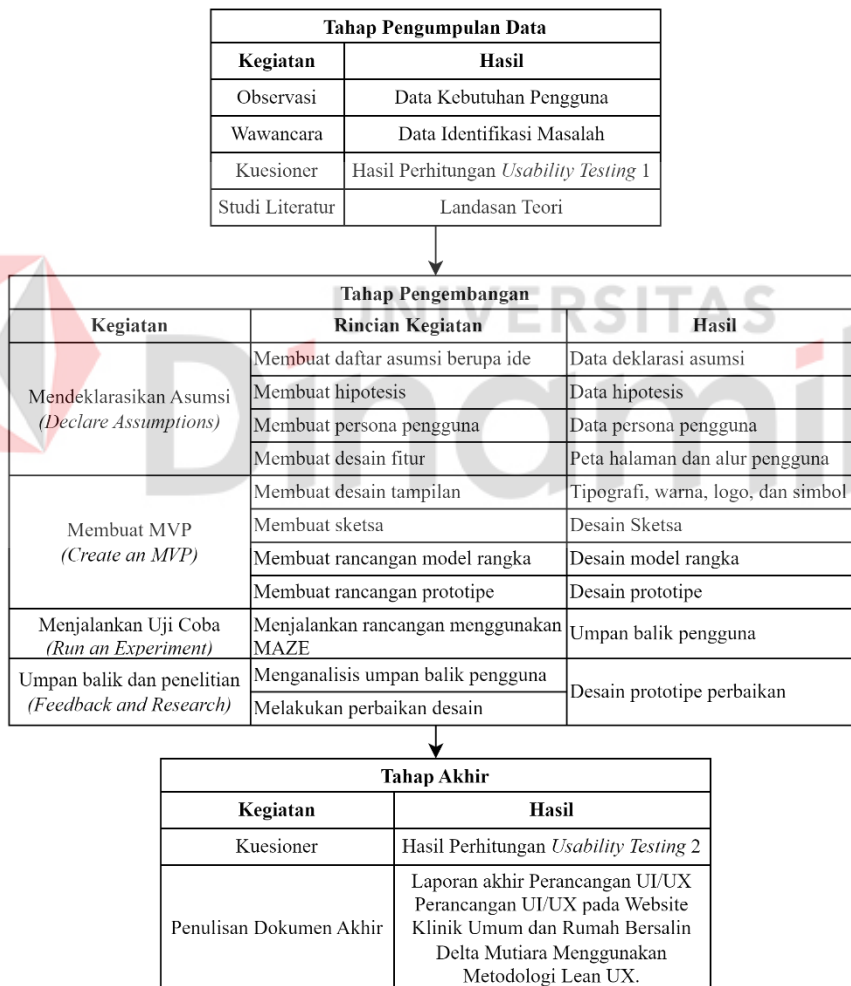 Tahap Pengumpulan Data
Kegiatan Hasil
Observasi Data Kebutuhan Pengguna
Wawancara Data Identifikasi Masalah
Kuesioner Hasil Perhitungan Usability Testing 1
Studi Literatur Landasan Teori
UNIVERSITAS
Tahap Pengembangan
Kegiatan Rincian Kegiatan Hasil
Mendeklarasikan Asumsi
(Declare Assumptions)
Membuat daftar asumsi berupa ide Data deklarasi asumsi
Membuat hipotesis Data hipotesis
Membuat persona pengguna Data persona pengguna
Membuat desain fitur Peta halaman dan alur pengguna
Membuat MVP
(Create an MVP)
Membuat desain tampilan Tipografi, warna, logo, dan simbol
Membuat sketsa Desain Sketsa
Membuat rancangan model rangka Desain model rangka
Membuat rancangan prototipe Desain prototipe
Menjalankan Uji Coba
(Run an Experiment)
Menjalankan rancangan menggunakan
MAZE
Umpan balik pengguna
Umpan balik dan penelitian
(Feedback and Research)
Menganalisis umpan balik pengguna
Melakukan perbaikan desain
Desain prototipe perbaikan
Tahap Akhir
Kegiatan Hasil
Kuesioner Hasil Perhitungan Usability Testing 2
Penulisan Dokumen Akhir
Laporan akhir Perancangan UI/UX
Perancangan UI/UX pada Website
Klinik Umum dan Rumah Bersalin
Delta Mutiara Menggunakan
Metodologi Lean UX.